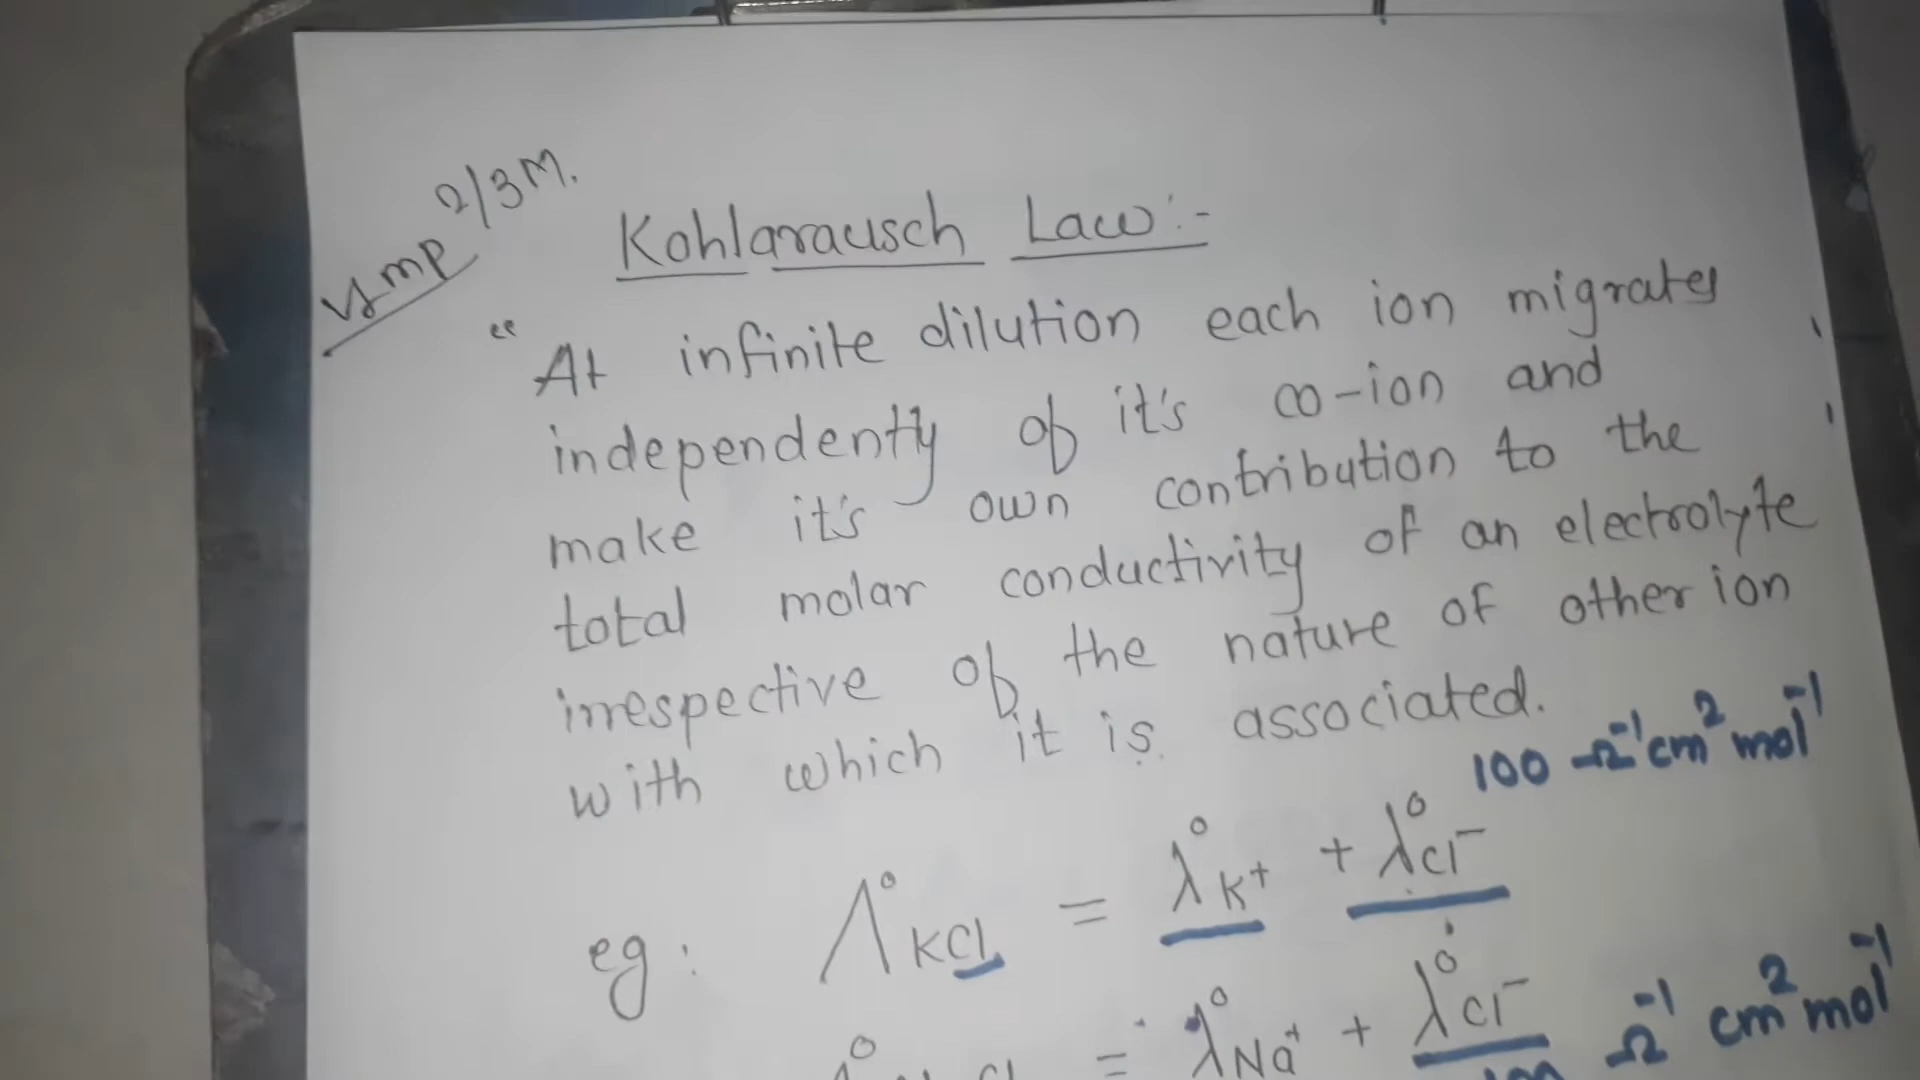 Imp 2/3M.
Kohlarausch Law:-
"At infinite dilution each ion migrates
independently of it's co-ion and
make it's own contribution to the
total molar conductivity of an electrolyte
irrespective of the nature of other ion
with which it is associated.
100 Ω⁻¹cm² mol⁻¹
eg: Λ°KCl = λ°K⁺ + λ°Cl⁻
= λ°Na⁺ + λ°Cl⁻
Ω⁻¹ cm² mol⁻¹